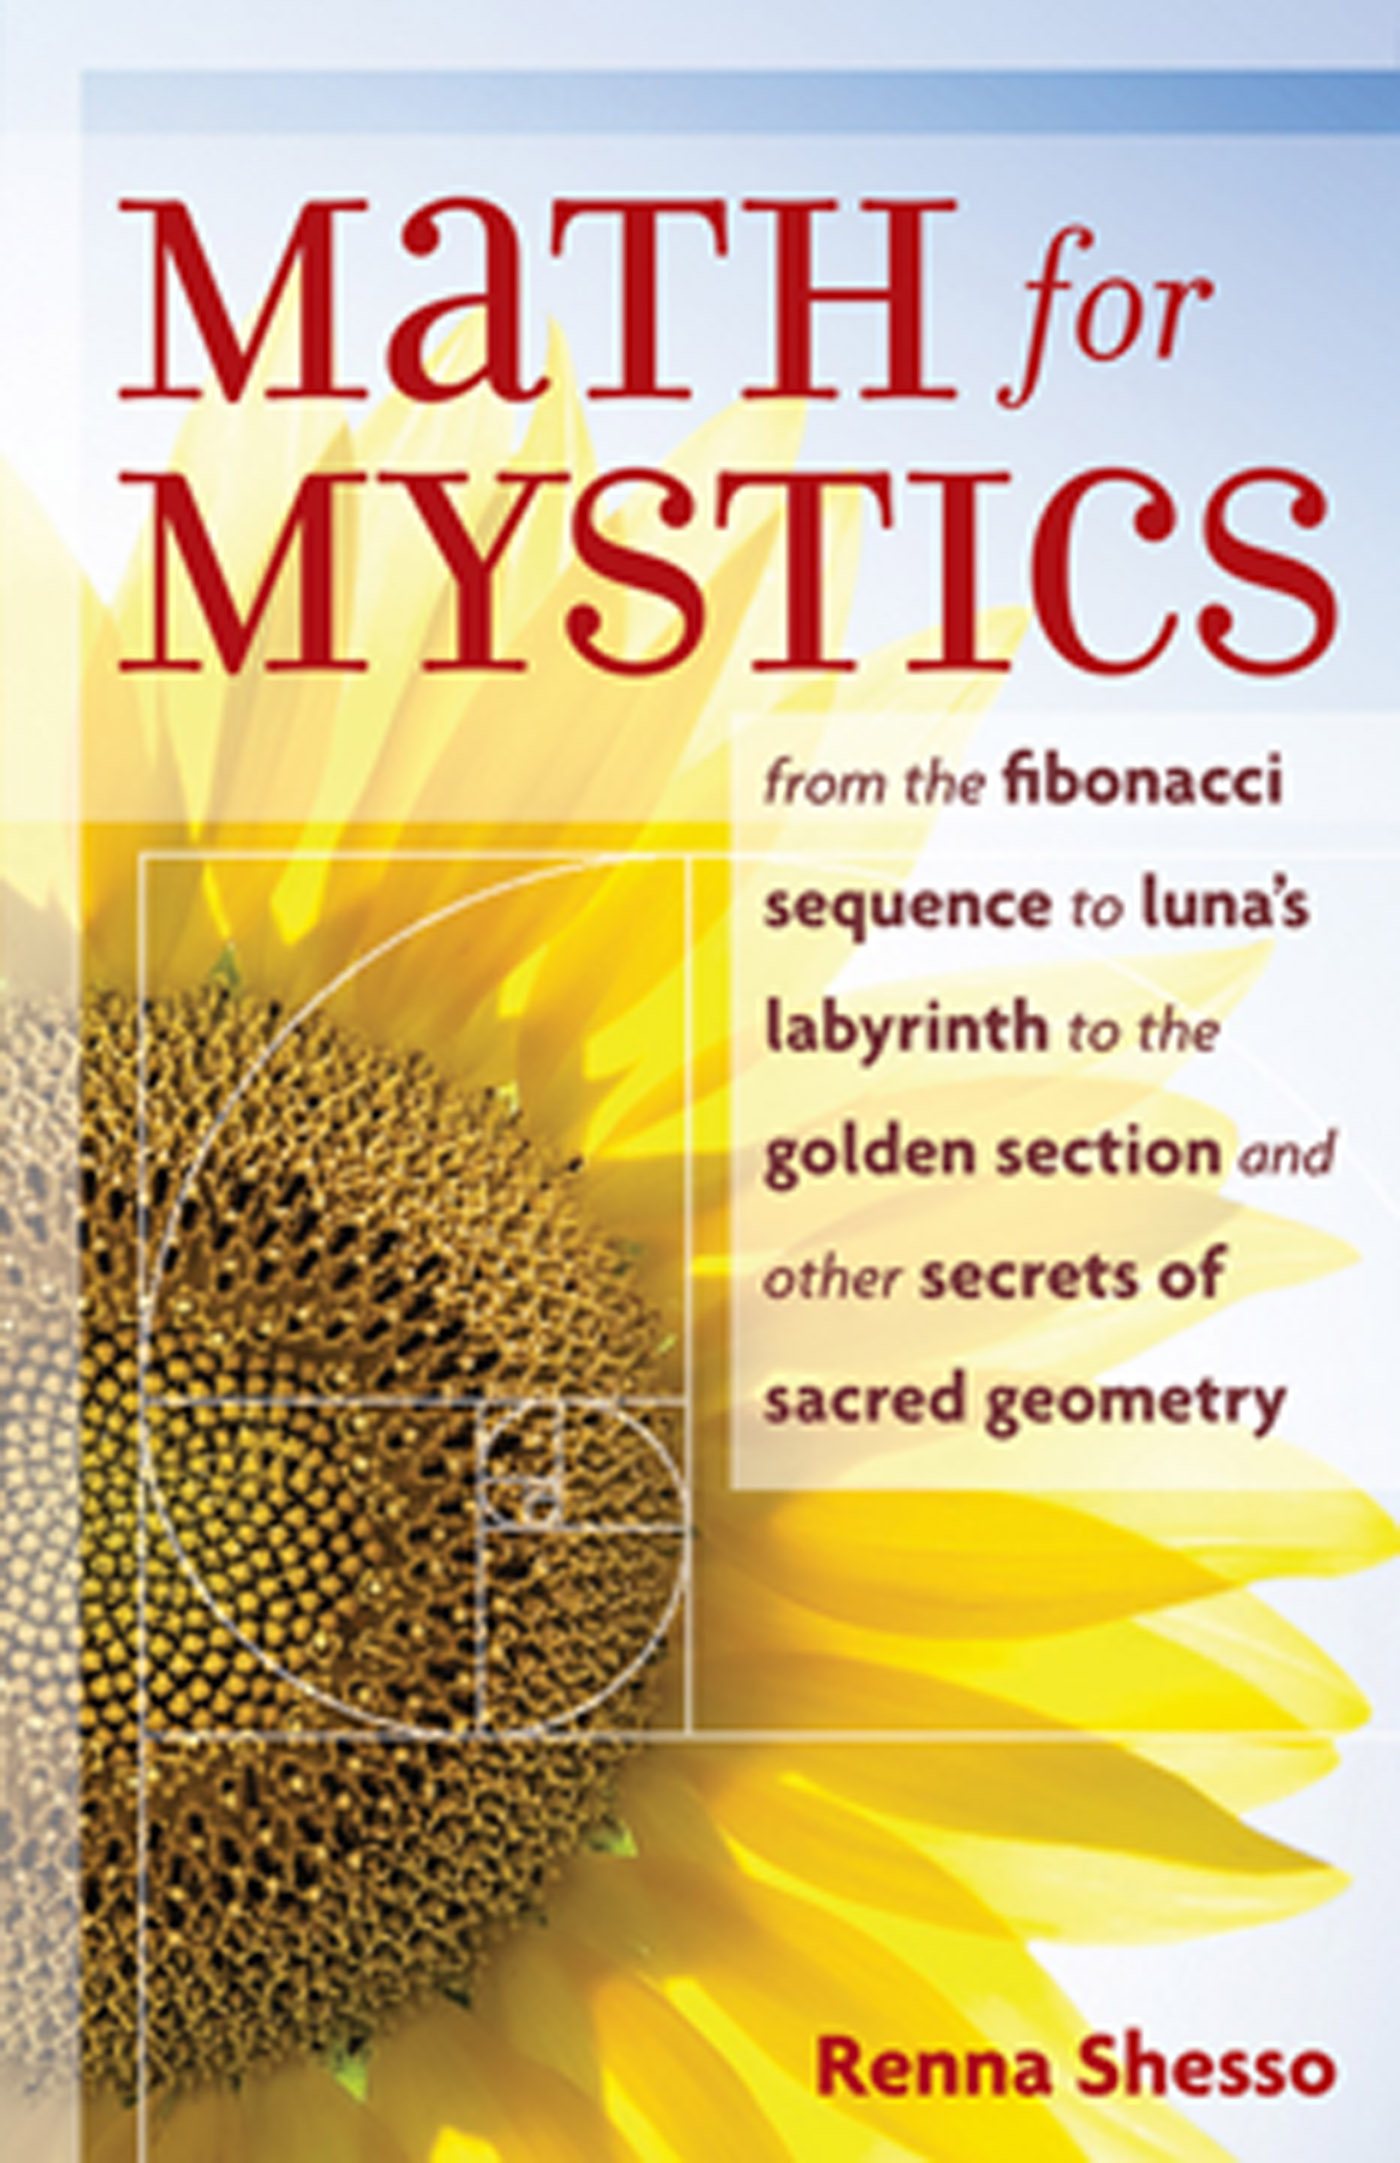 MaTH for
MYSTICS
from the fibonacci
sequence to luna's
labyrinth to the
golden section and
other secrets of
sacred geometry
Renna Shesso